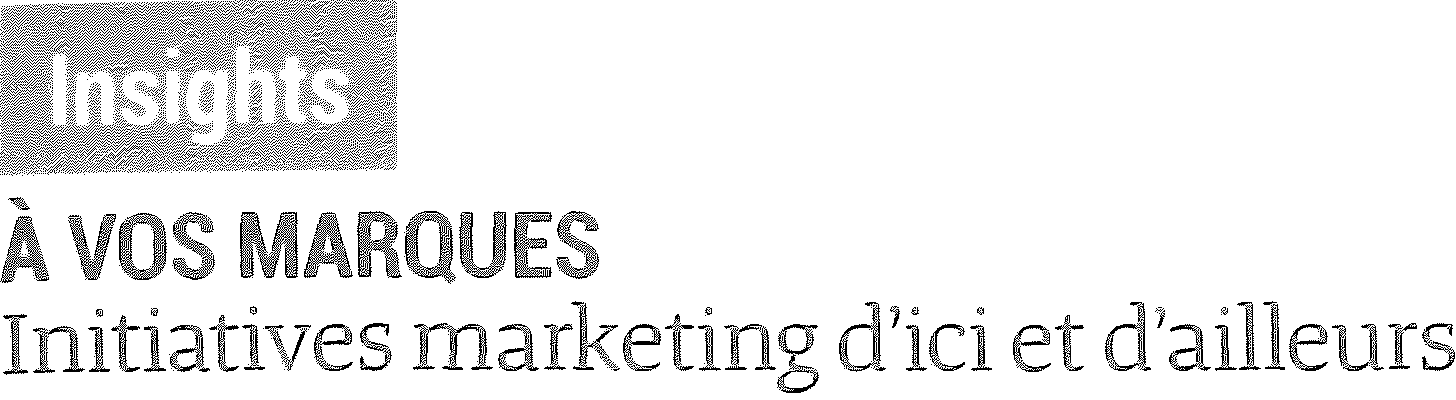 Insights
À VOS MARQUES
Initiatives marketing d'ici et d'ailleurs